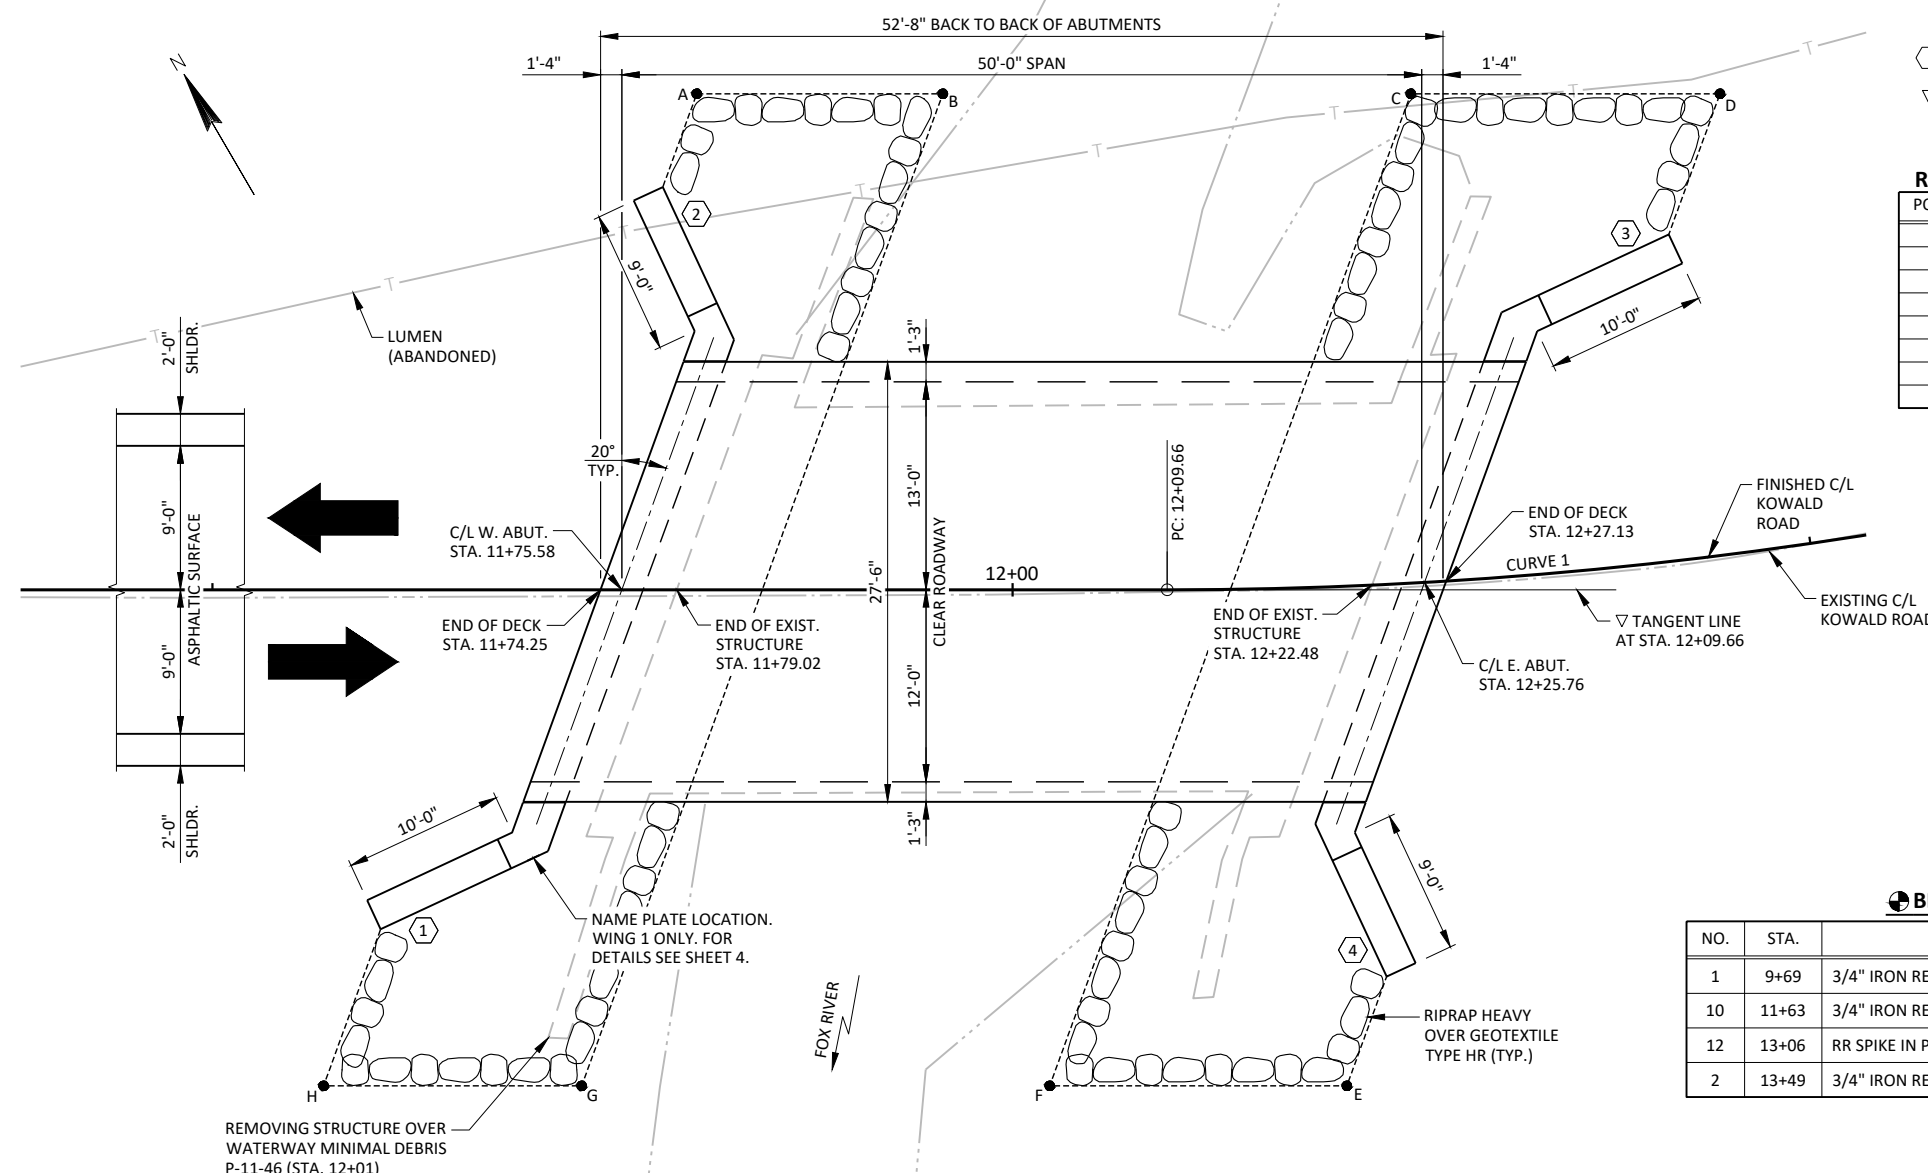 52'-8" BACK TO BACK OF ABUTMENTS
1'-4"
50'-0" SPAN
1'-4"
N
T
T
T
T
T
T
T
T
A
B
C
D
2
3
9'-0"
10'-0"
LUMEN
(ABANDONED)
2'-0"
SHLDR.
1'-3"
20°
TYP.
9'-0"
ASPHALTIC SURFACE
9'-0"
2'-0"
SHLDR.
13'-0"
27'-6"
CLEAR ROADWAY
12'-0"
1'-3"
PC: 12+09.66
FINISHED C/L
KOWALD
ROAD
C/L W. ABUT.
STA. 11+75.58
END OF DECK
STA. 12+27.13
12+00
CURVE 1
END OF DECK
STA. 11+74.25
END OF EXIST.
STRUCTURE
STA. 11+79.02
END OF EXIST.
STRUCTURE
STA. 12+22.48
▽ TANGENT LINE
AT STA. 12+09.66
EXISTING C/L
KOWALD ROAD
C/L E. ABUT.
STA. 12+25.76
10'-0"
9'-0"
NAME PLATE LOCATION.
WING 1 ONLY. FOR
DETAILS SEE SHEET 4.
1
4
FOX RIVER
RIPRAP HEAVY
OVER GEOTEXTILE
TYPE HR (TYP.)
H
G
F
E
REMOVING STRUCTURE OVER
WATERWAY MINIMAL DEBRIS
P-11-46 (STA. 12+01)
R
PO
B
NO. STA.
1 9+69 3/4" IRON RE
10 11+63 3/4" IRON RE
12 13+06 RR SPIKE IN P
2 13+49 3/4" IRON RE